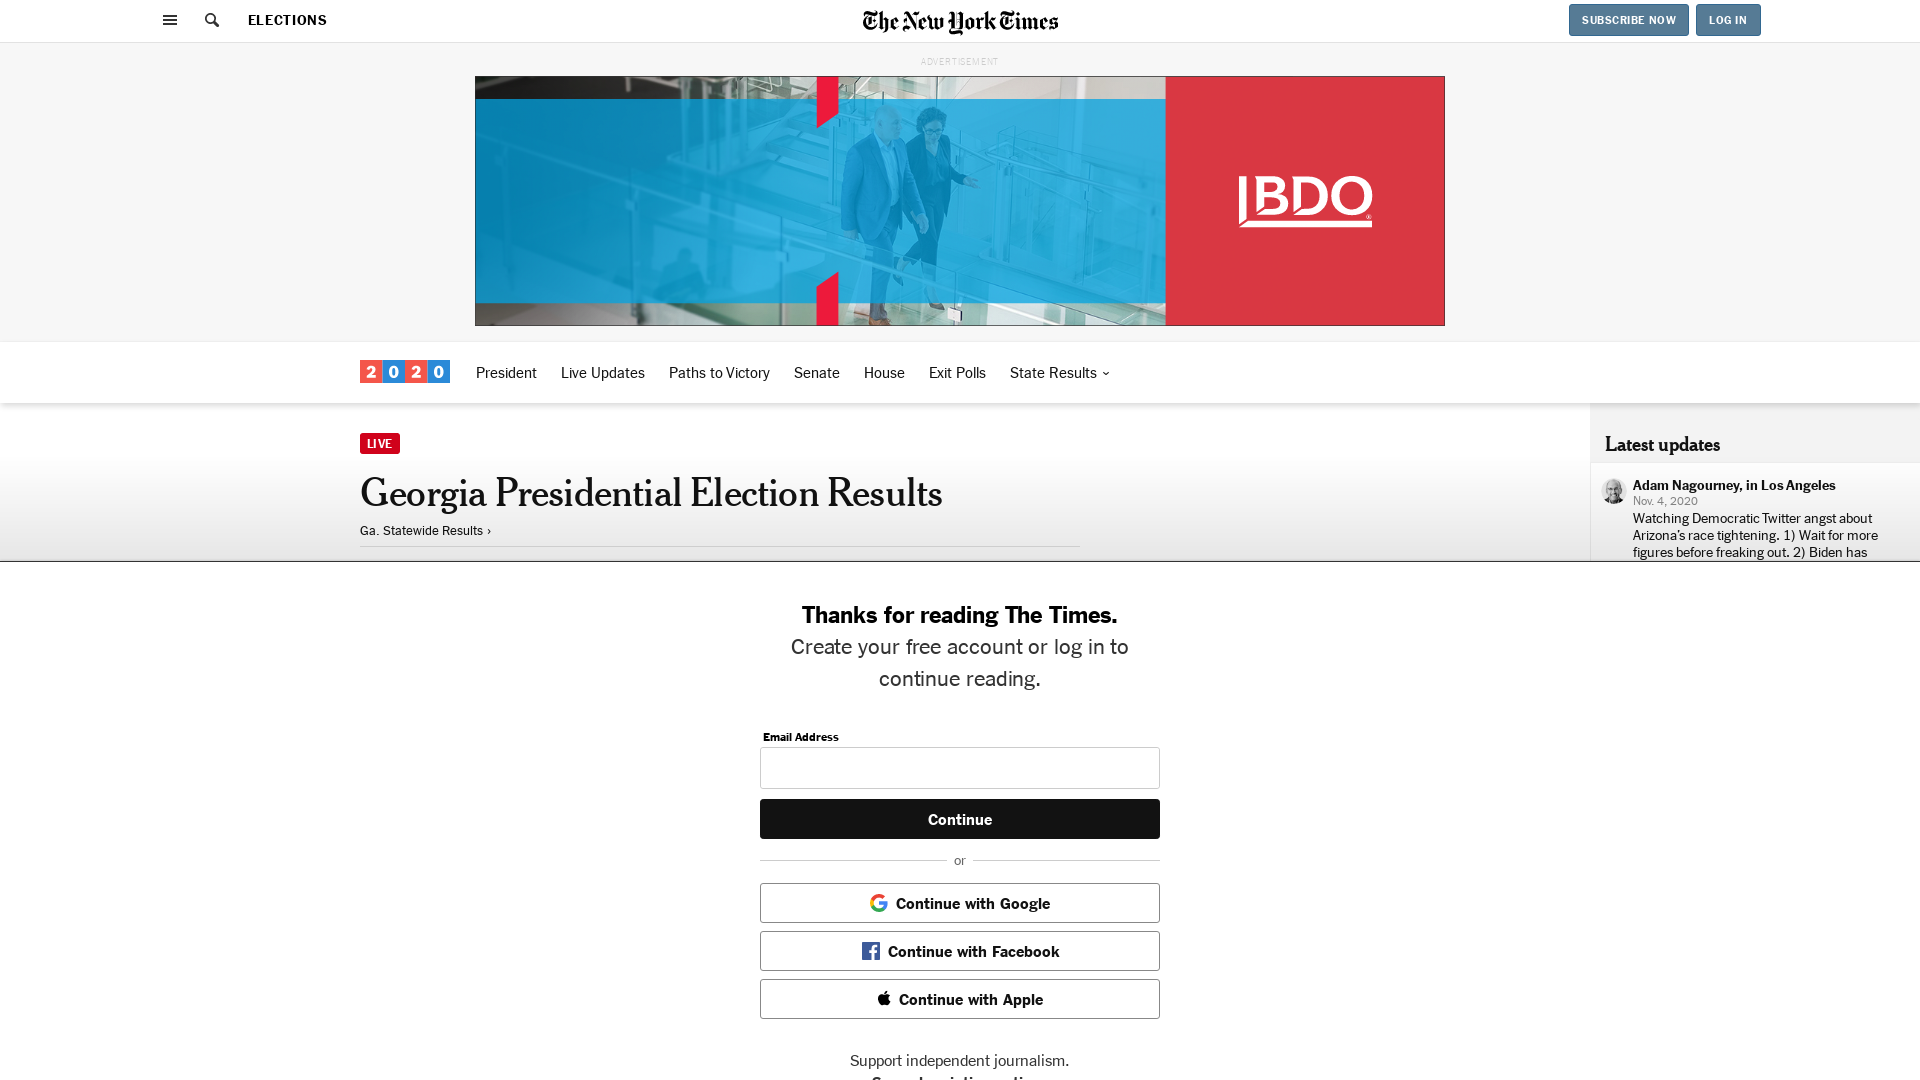 ELECTIONS
The New York Times
SUBSCRIBE NOW
LOG IN
ADVERTISEMENT
IBDO
2020
President
Live Updates
Paths to Victory
Senate
House
Exit Polls
State Results
LIVE
Georgia Presidential Election Results
Ga. Statewide Results ›
Latest updates
Adam Nagourney, in Los Angeles
Nov. 4, 2020
Watching Democratic Twitter angst about
Arizona's race tightening. 1) Wait for more
figures before freaking out. 2) Biden has
Thanks for reading The Times.
Create your free account or log in to
continue reading.
Email Address
Continue
or
Continue with Google
Continue with Facebook
Continue with Apple
Support independent journalism.